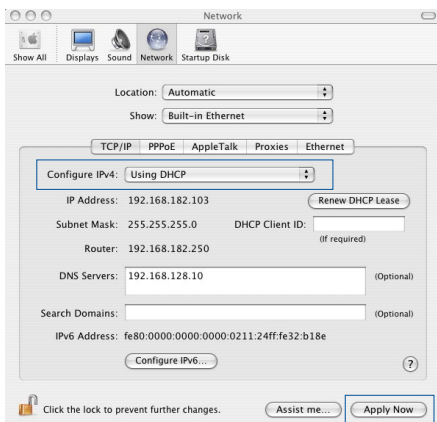 Network
Show All Displays Sound Network Startup Disk
Location: Automatic
Show: Built-in Ethernet
TCP/IP PPPoE AppleTalk Proxies Ethernet
Configure IPv4: Using DHCP
IP Address: 192.168.182.103 Renew DHCP Lease
Subnet Mask: 255.255.255.0 DHCP Client ID:
(If required)
Router: 192.168.182.250
DNS Servers: 192.168.128.10 (Optional)
Search Domains: (Optional)
IPv6 Address: fe80:0000:0000:0000:0211:24ff:fe32:b18e
Configure IPv6... ?
Click the lock to prevent further changes. Assist me... Apply Now